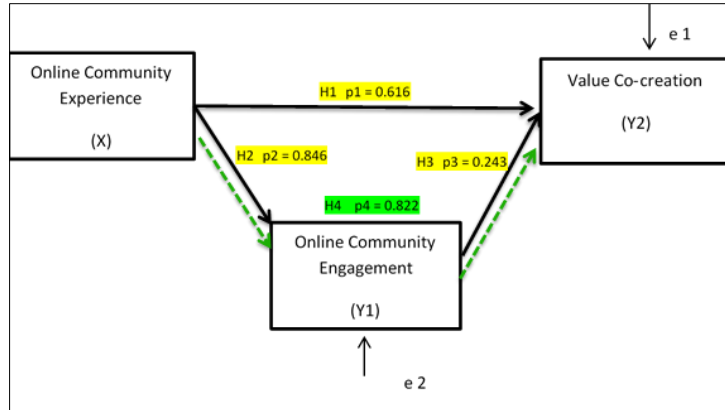 e 1
Online Community
Experience
(X)
Value Co-creation
(Y2)
H1 p1 = 0.616
H2 p2 = 0.846
H3 p3 = 0.243
H4 p4 = 0.822
Online Community
Engagement
(Y1)
e 2